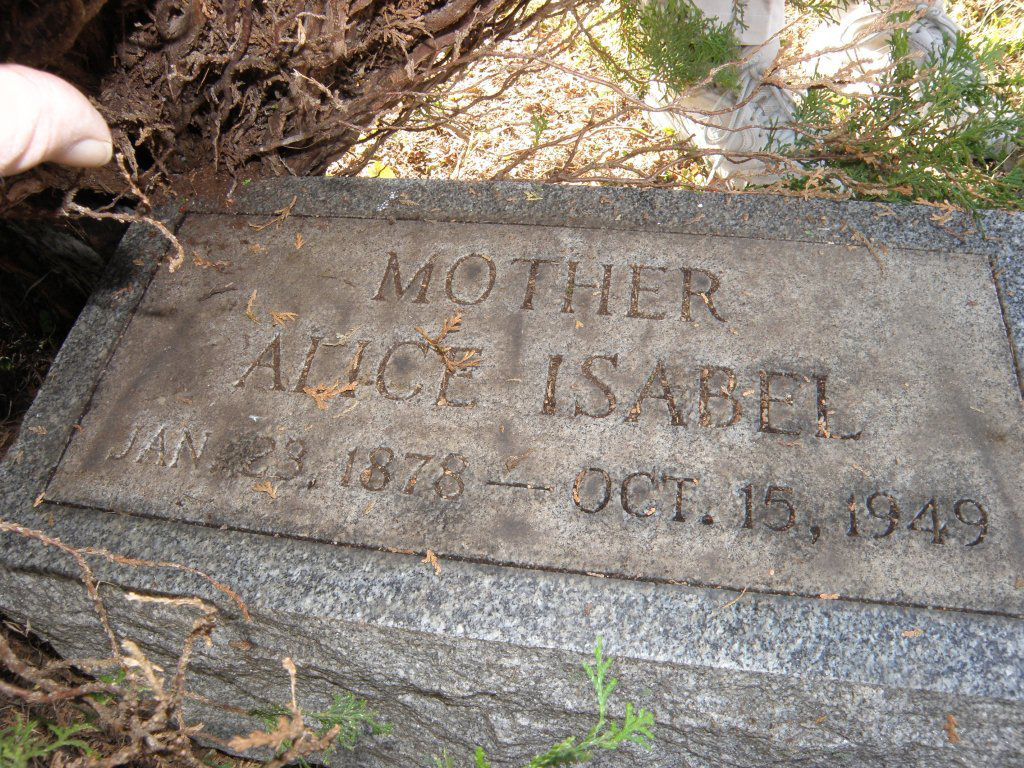 MOTHER
ALICE ISABEL
JAN. 23, 1878 — OCT. 15, 1949